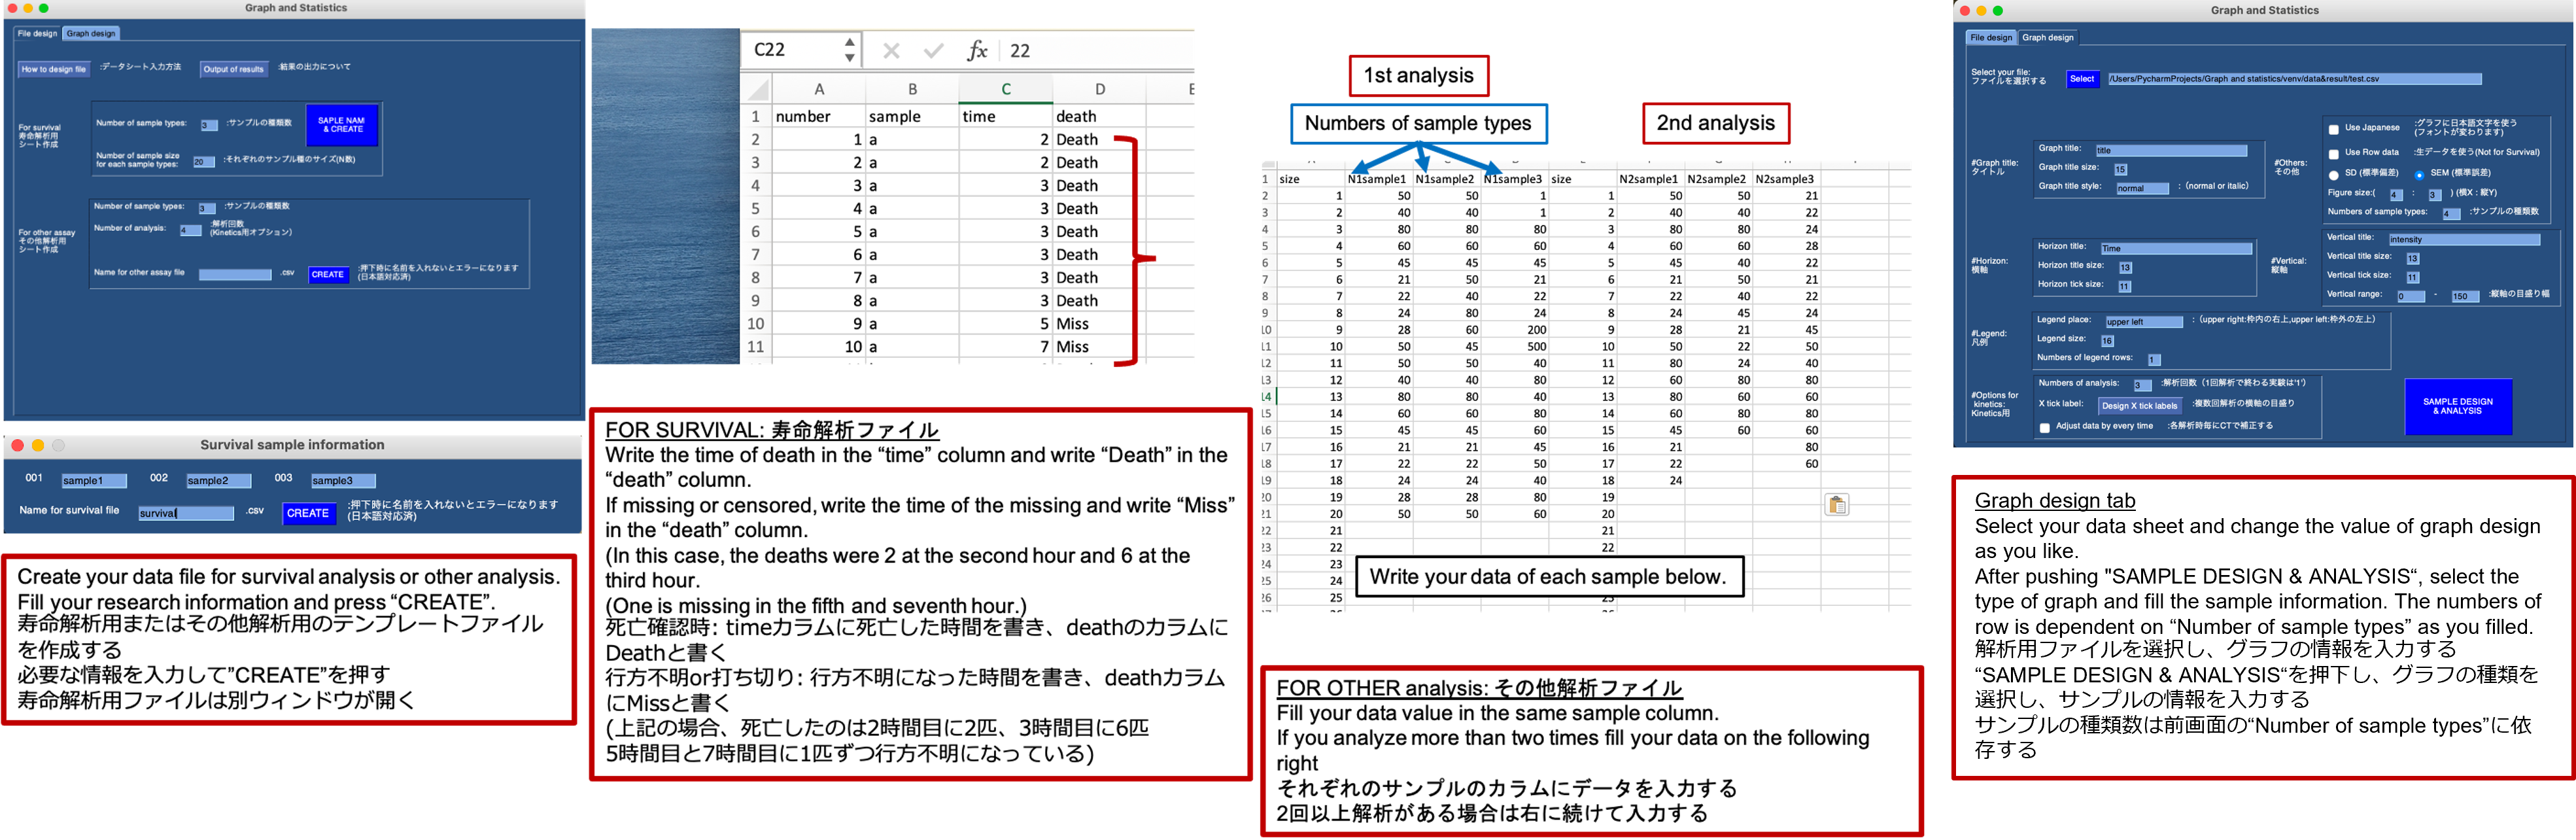 Graph and Statistics
File design
Graph design
How to design file
:データシート入力方法
Output of results
:結果の出力について
For survival
寿命解析用
シート作成
Number of sample types:
3
:サンプルの種類数
SAPLE NAM
& CREATE
Number of sample size
for each sample types:
20
:それぞれのサンプル種のサイズ(N数)
For other assay
その他解析用
シート作成
Number of sample types:
3
:サンプルの種類数
Number of analysis:
4
:解析回数
(Kinetics用オプション)
Name for other assay file
.csv
CREATE
:押下時に名前を入れないとエラーになります
(日本語対応済)
Survival sample information
001 sample1 002 sample2 003 sample3
Name for survival file
survival
.csv
CREATE
:押下時に名前を入れないとエラーになります
(日本語対応済)
Create your data file for survival analysis or other analysis.
Fill your research information and press “CREATE”.
寿命解析用またはその他解析用のテンプレートファイル
を作成する
必要な情報を入力して”CREATE”を押す
寿命解析用ファイルは別ウィンドウが開く
C22 fx 22
A B C D E
1 number sample time death
2 1 a 2 Death
3 2 a 2 Death
4 3 a 3 Death
5 4 a 3 Death
6 5 a 3 Death
7 6 a 3 Death
8 7 a 3 Death
9 8 a 3 Death
10 9 a 5 Miss
11 10 a 7 Miss
FOR SURVIVAL: 寿命解析ファイル
Write the time of death in the “time” column and write “Death” in the
“death” column.
If missing or censored, write the time of the missing and write “Miss”
in the “death” column.
(In this case, the deaths were 2 at the second hour and 6 at the
third hour.
(One is missing in the fifth and seventh hour.)
死亡確認時: timeカラムに死亡した時間を書き、deathのカラムに
Deathと書く
行方不明or打ち切り: 行方不明になった時間を書き、deathカラム
にMissと書く
(上記の場合、死亡したのは2時間目に2匹、3時間目に6匹
5時間目と7時間目に1匹ずつ行方不明になっている)
1st analysis
Numbers of sample types
2nd analysis
1 size N1sample1 N1sample2 N1sample3 size N2sample1 N2sample2 N2sample3
2 1 50 50 1 1 50 50 21
3 2 40 40 1 2 40 40 22
4 3 80 80 80 3 80 80 24
5 4 60 60 60 4 60 60 28
6 5 45 45 45 5 45 40 22
7 6 21 50 21 6 21 50 21
8 7 22 40 22 7 22 40 22
9 8 24 80 24 8 24 45 24
10 9 28 60 200 9 28 21 45
11 10 50 45 500 10 50 22 50
12 11 50 50 40 11 80 24 40
13 12 40 40 80 12 60 80 80
14 13 80 80 40 13 80 60 60
15 14 60 60 80 14 60 80 80
16 15 45 45 60 15 45 60 60
17 16 21 21 45 16 21 80
18 17 22 22 50 17 22 60
19 18 24 24 40 18 24
20 19 28 28 80 19
21 20 50 50 60 20
22 21 21
23 22 22
24 23
25 24
26 25
Write your data of each sample below.
FOR OTHER analysis: その他解析ファイル
Fill your data value in the same sample column.
If you analyze more than two times fill your data on the following
right
それぞれのサンプルのカラムにデータを入力する
2回以上解析がある場合は右に続けて入力する
Graph and Statistics
File design
Graph design
Select your file:
ファイルを選択する
Select
/Users/PycharmProjects/Graph and statistics/venv/data&result/test.csv
#Graph title:
タイトル
Graph title: title
Graph title size: 15
Graph title style: normal :（normal or italic）
#Others:
その他
Use Japanese
:グラフに日本語文字を使う
(フォントが変わります)
Use Row data :生データを使う(Not for Survival)
SD (標準偏差) SEM (標準誤差)
Figure size:( 4 : 3 ) (横X : 縦Y)
Numbers of sample types: 4 :サンプルの種類数
#Horizon:
横軸
Horizon title: Time
Horizon title size: 13
Horizon tick size: 11
#Vertical:
縦軸
Vertical title: intensity
Vertical title size: 13
Vertical tick size: 11
Vertical range: 0 - 150 :縦軸の目盛り幅
#Legend:
凡例
Legend place: upper left :（upper right:枠内の右上,upper left:枠外の左上）
Legend size: 16
Numbers of legend rows: 1
#Options for
kinetics:
Kinetics用
Numbers of analysis: 3 :解析回数（1回解析で終わる実験は'1'）
X tick label: Design X tick labels :複数回解析の横軸の目盛り
Adjust data by every time :各解析時毎にCTで補正する
SAMPLE DESIGN
& ANALYSIS
Graph design tab
Select your data sheet and change the value of graph design
as you like.
After pushing "SAMPLE DESIGN & ANALYSIS“, select the
type of graph and fill the sample information. The numbers of
row is dependent on “Number of sample types” as you filled.
解析用ファイルを選択し、グラフの情報を入力する
“SAMPLE DESIGN & ANALYSIS“を押下し、グラフの種類を
選択し、サンプルの情報を入力する
サンプルの種類数は前画面の“Number of sample types”に依
存する